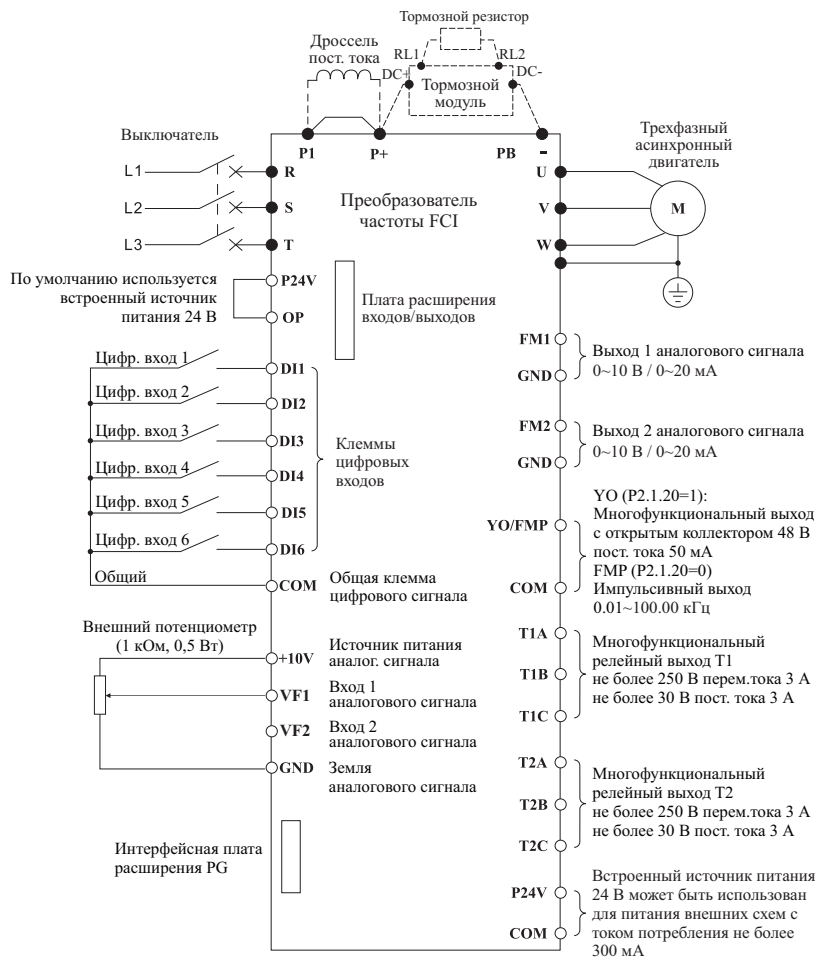 Тормозной резистор
Дроссель
пост. тока
RL1
RL2
DC+
DC-
Тормозной
модуль
Выключатель
P1
P+
PB
-
Трехфазный
асинхронный
двигатель
L1
R
U
L2
S
Преобразователь
частоты FCI
V
M
L3
T
W
По умолчанию используется
встроенный источник
питания 24 В
P24V
OP
Плата расширения
входов/выходов
FM1
GND
Выход 1 аналогового сигнала
0~10 В / 0~20 мА
Цифр. вход 1
DI1
Цифр. вход 2
DI2
Цифр. вход 3
DI3
Цифр. вход 4
DI4
Цифр. вход 5
DI5
Цифр. вход 6
DI6
Клеммы
цифровых
входов
Общий
COM
Общая клемма
цифрового сигнала
FM2
GND
Выход 2 аналогового сигнала
0~10 В / 0~20 мА
YO/FMP
COM
YO (P2.1.20=1):
Многофункциональный выход
с открытым коллектором 48 В
пост. тока 50 мА
FMP (P2.1.20=0)
Импульсивный выход
0.01~100.00 кГц
Внешний потенциометр
(1 кОм, 0,5 Вт)
+10V
Источник питания
аналог. сигнала
VF1
Вход 1
аналогового сигнала
VF2
Вход 2
аналогового сигнала
GND
Земля
аналогового сигнала
T1A
T1B
T1C
Многофункциональный
релейный выход T1
не более 250 В перем.тока 3 А
не более 30 В пост. тока 3 А
T2A
T2B
T2C
Многофункциональный
релейный выход T2
не более 250 В перем.тока 3 А
не более 30 В пост. тока 3 А
Интерфейсная плата
расширения PG
P24V
COM
Встроенный источник питания
24 В может быть использован
для питания внешних схем с
током потребления не более
300 мА